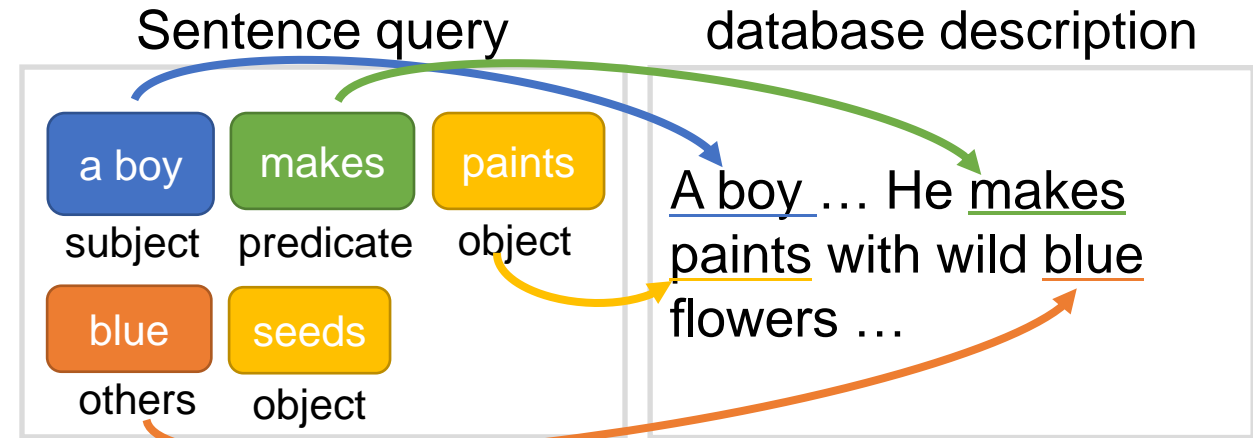 Sentence query
database description
a boy
makes
paints
subject
predicate
object
blue
seeds
others
object
A boy … He makes
paints with wild blue
flowers …